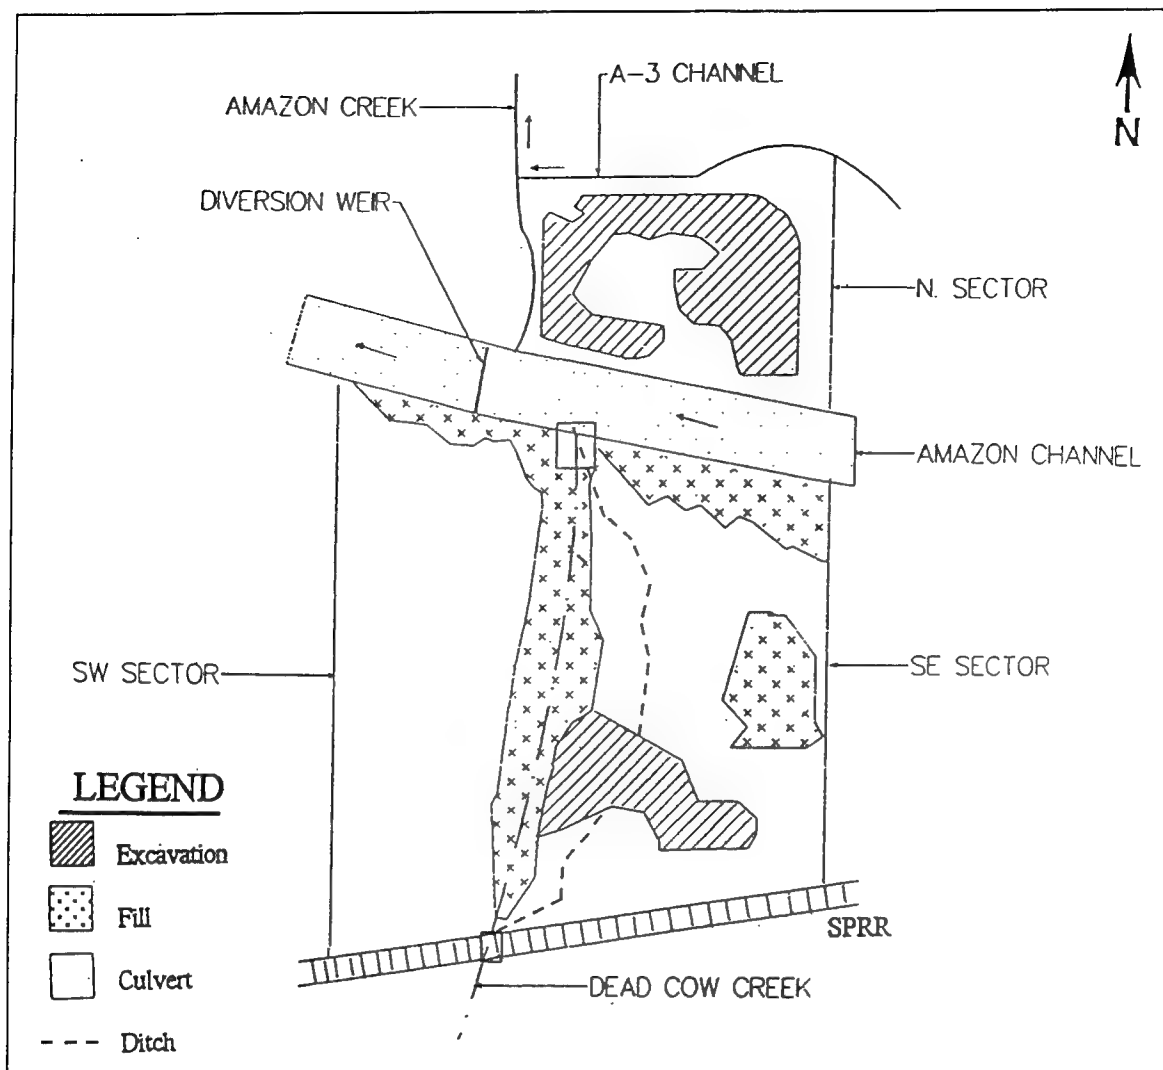 A-3 CHANNEL
AMAZON CREEK
N
DIVERSION WEIR
N. SECTOR
AMAZON CHANNEL
SW SECTOR
SE SECTOR
LEGEND
Excavation
Fill
Culvert
Ditch
SPRR
DEAD COW CREEK